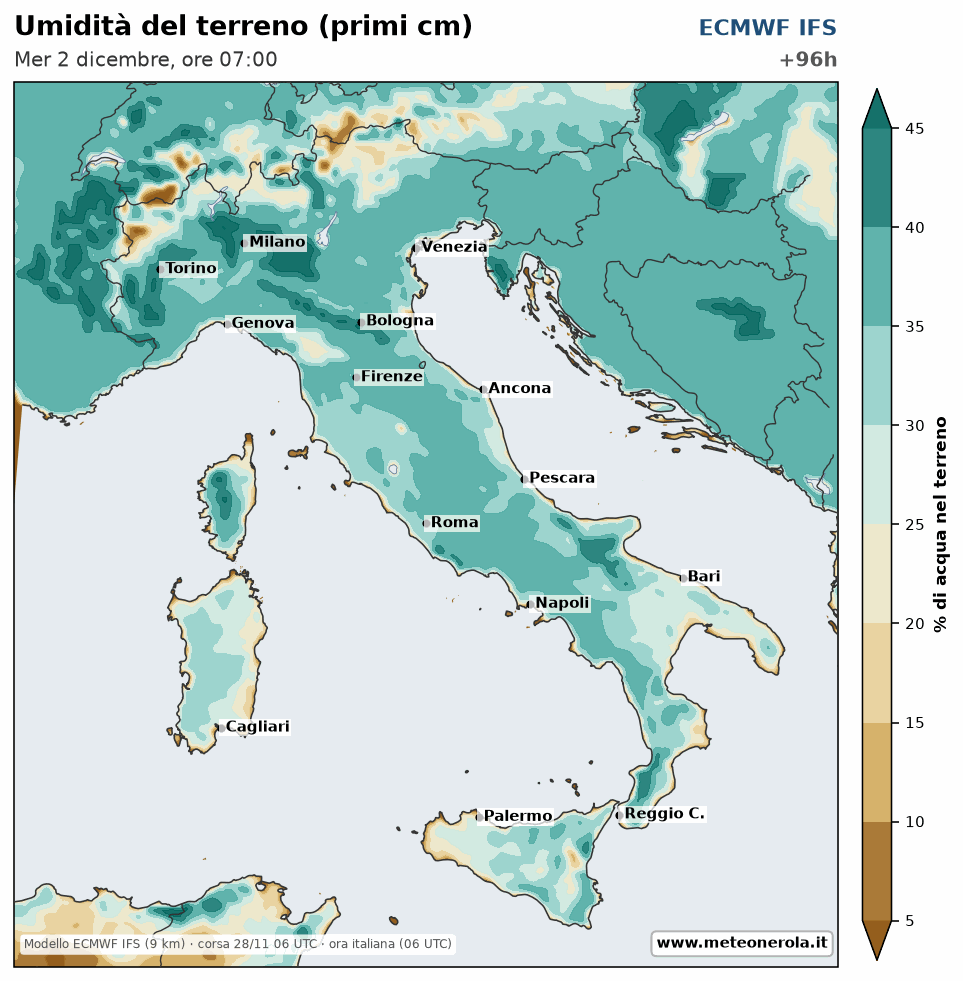 Umidità del terreno (primi cm)
ECMWF IFS
Mer 2 dicembre, ore 07:00
+96h
Milano
Venezia
Torino
Genova
Bologna
Firenze
Ancona
Pescara
Roma
Bari
Napoli
Cagliari
Palermo
Reggio C.
45
40
35
30
25
20
15
10
5
% di acqua nel terreno
Modello ECMWF IFS (9 km) · corsa 28/11 06 UTC · ora italiana (06 UTC)
www.meteonerola.it